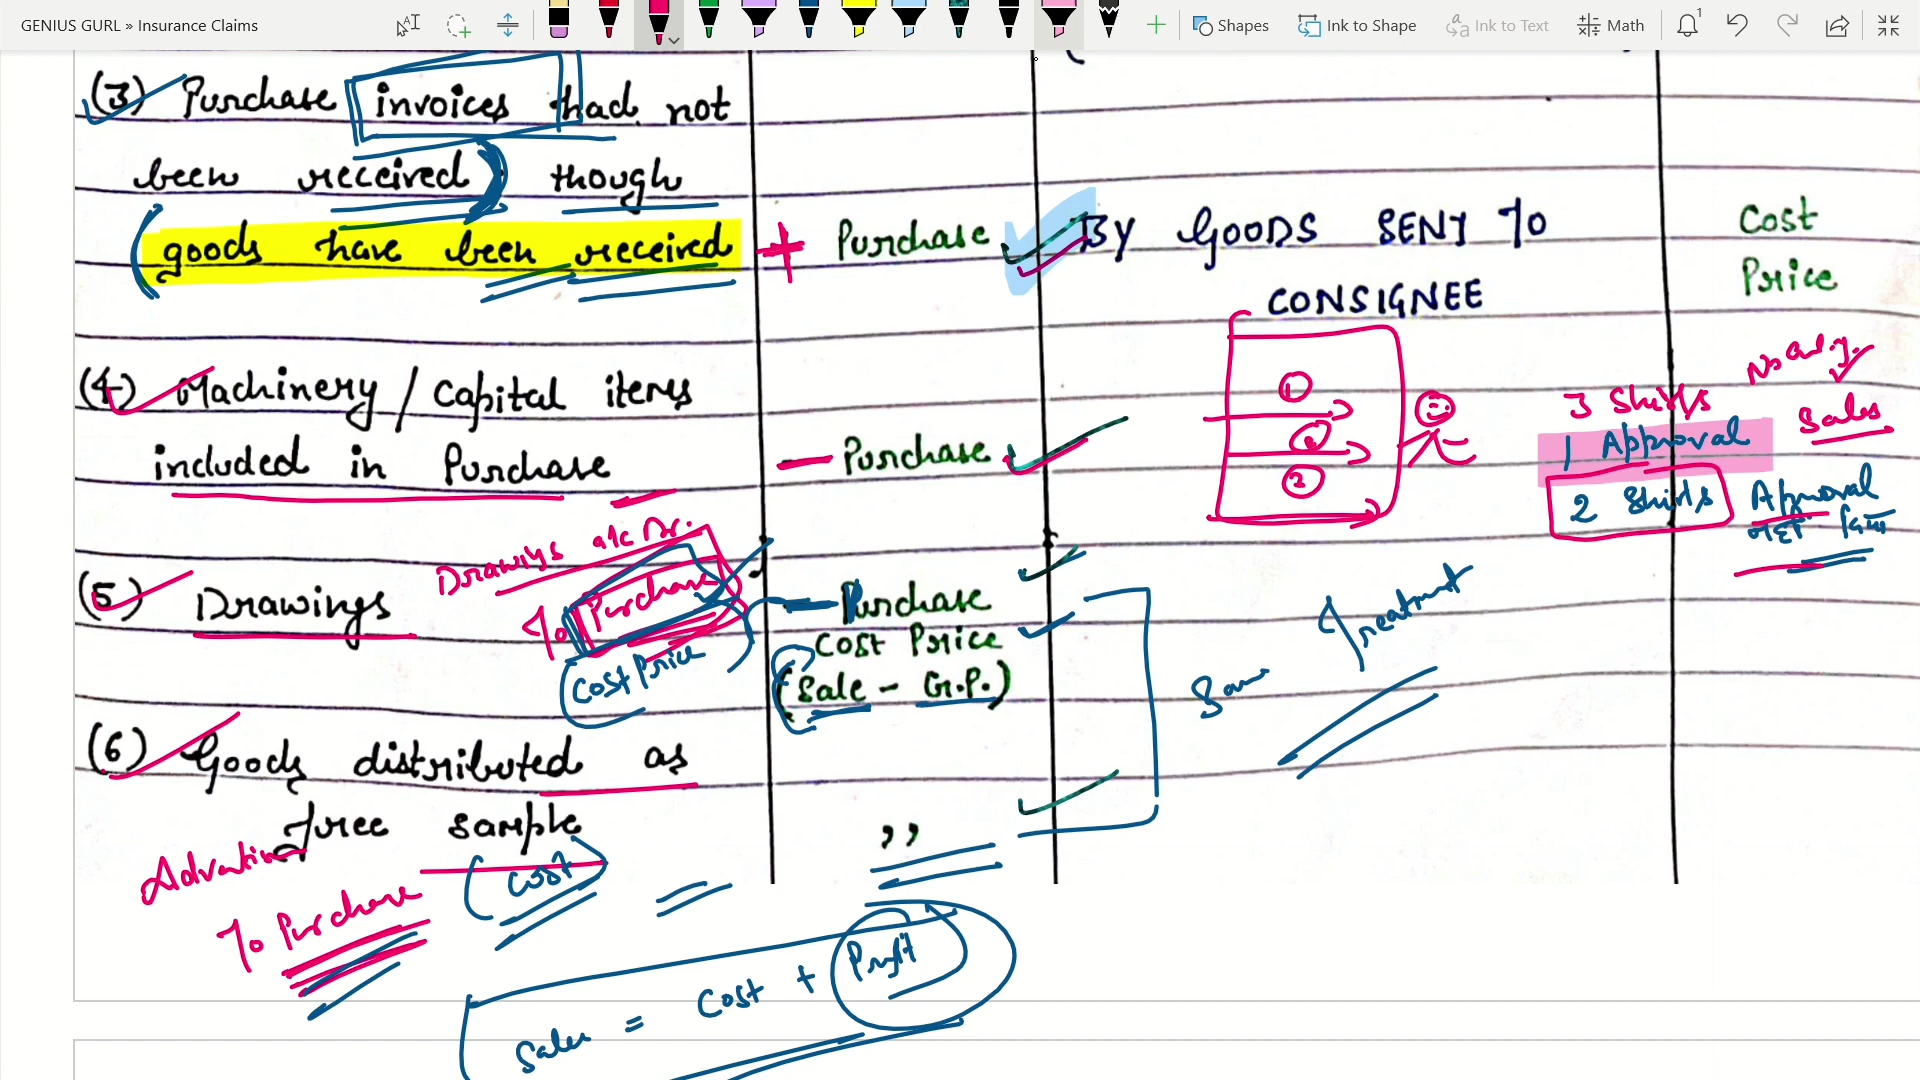 GENIUS GURL » Insurance Claims
Shapes
Ink to Shape
Ink to Text
Math
1
(3) Purchase invoices had not
been received though
goods have been received
+ Purchase
BY GOODS SENT TO
CONSIGNEE
Cost
Price
(4) Machinery / Capital items
included in Purchase
- Purchase
3 Shirts
Sales
1 Approval
2 Shirts
Approval
Drawings a/c Dr.
To Purchase
Cost Price
(5) Drawings
- Purchase
Cost Price
(Sale - G.P.)
Same Treatment
(6) Goods distributed as
free sample
,,
(Cost)
To Purchase
Sales = Cost + Profit